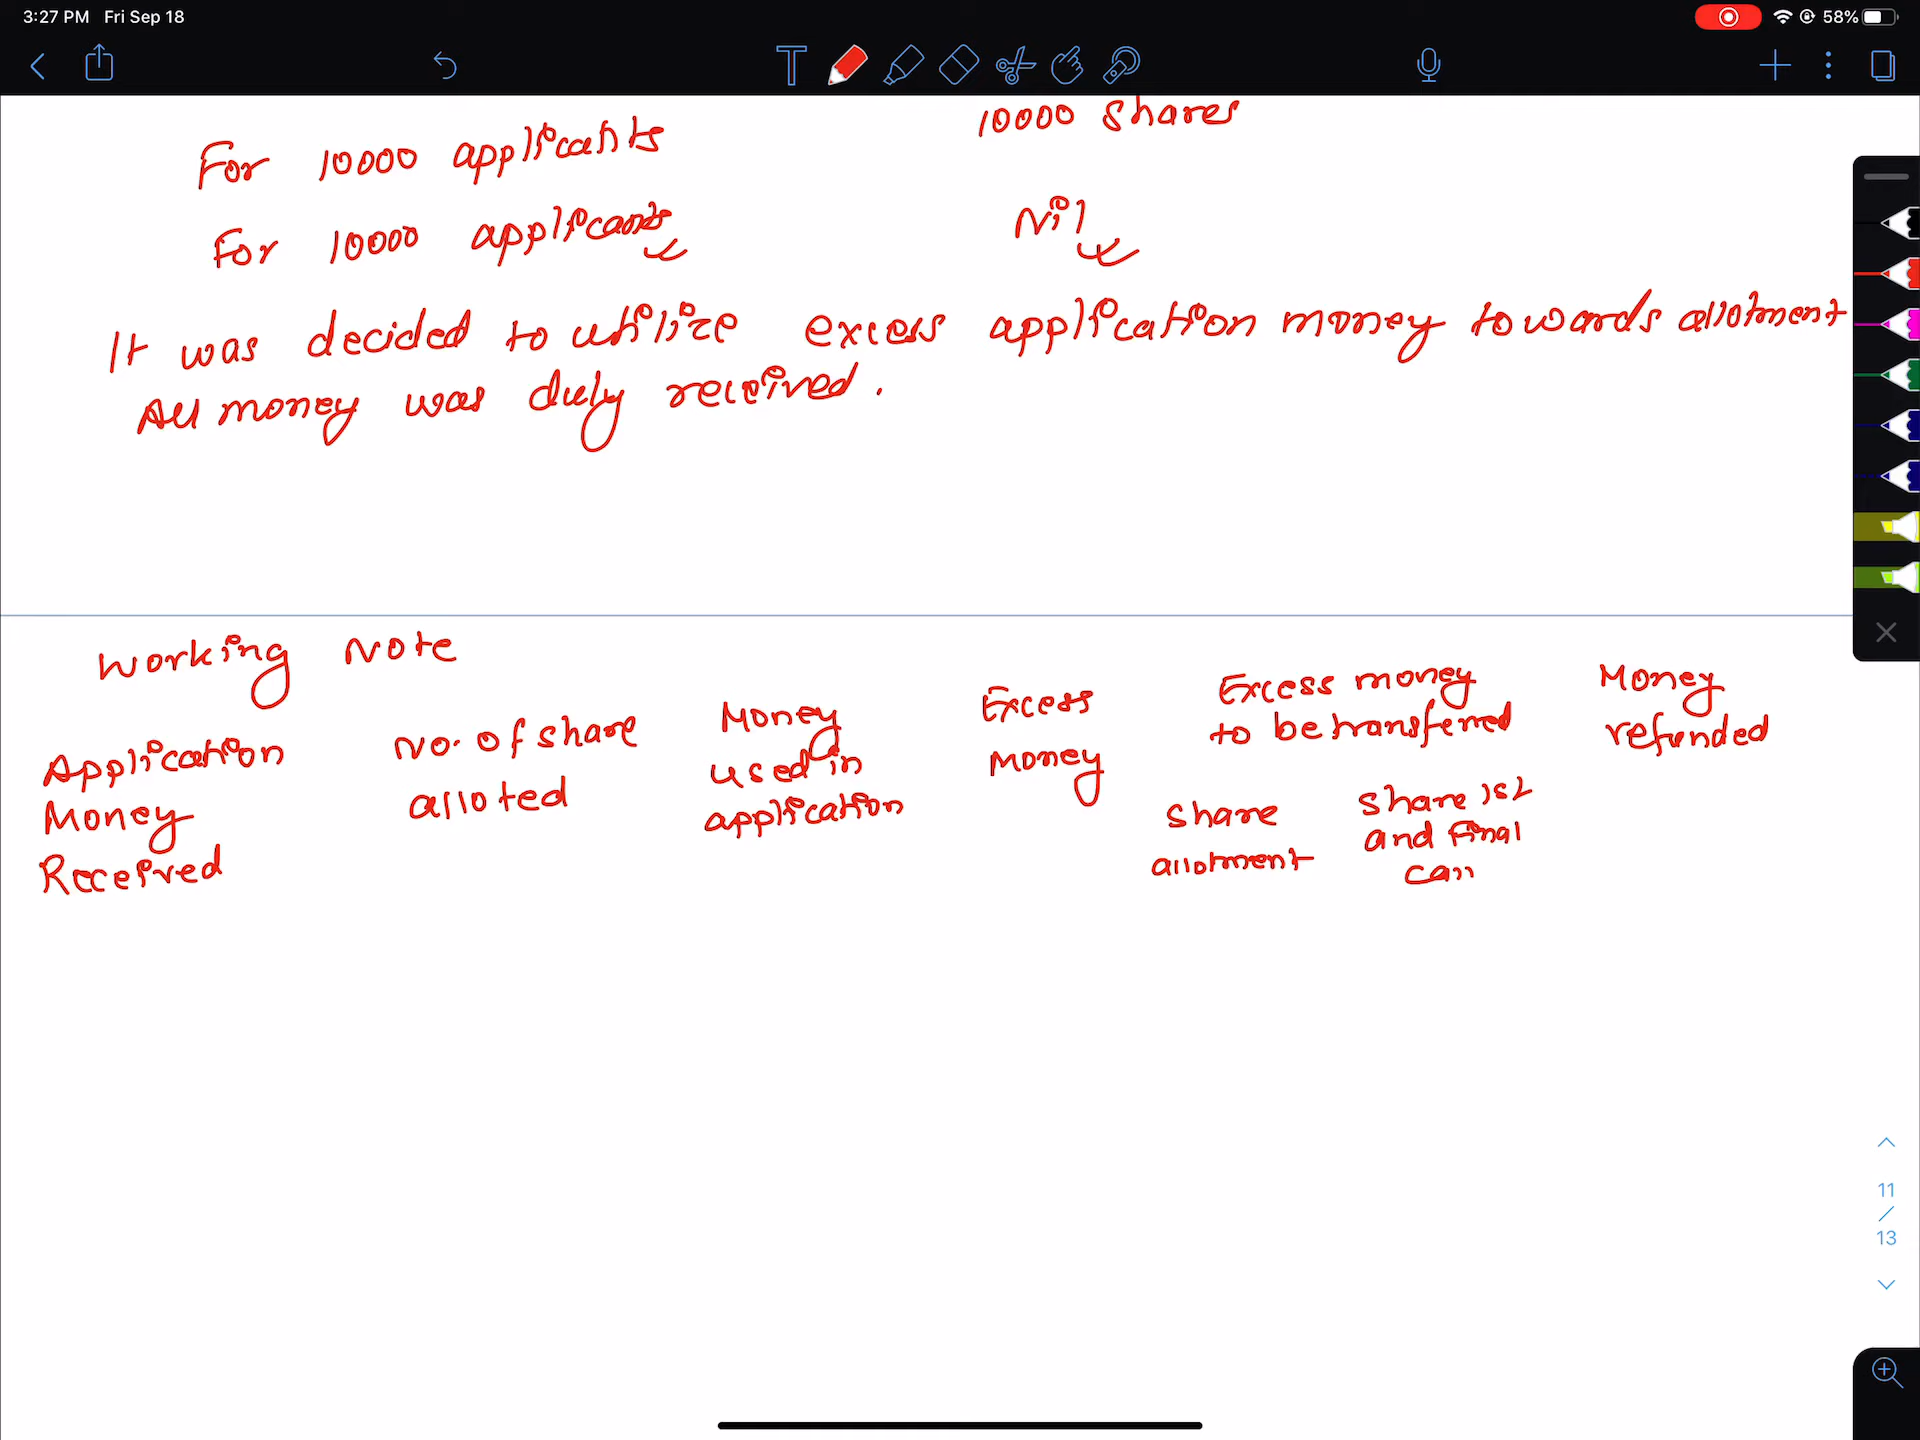 3:27 PM Fri Sep 18
58%
For 10000 applicants 10000 shares
For 10000 applicants Nil
It was decided to utilize excess application money towards allotment
All money was duly received.
Working Note
Application Money Received
No. of share alloted
Money used in application
Excess Money
Excess money to be transferred
Share allotment
Share 1st and final call
Money refunded
11
/
13